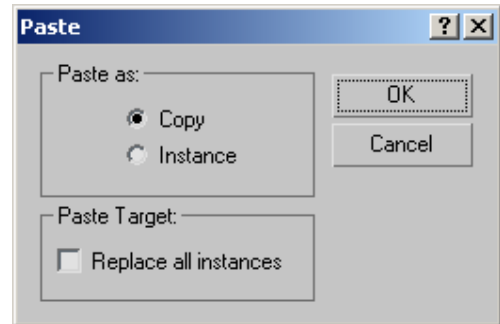 Paste
Paste as:
Copy
Instance
OK
Cancel
Paste Target:
Replace all instances